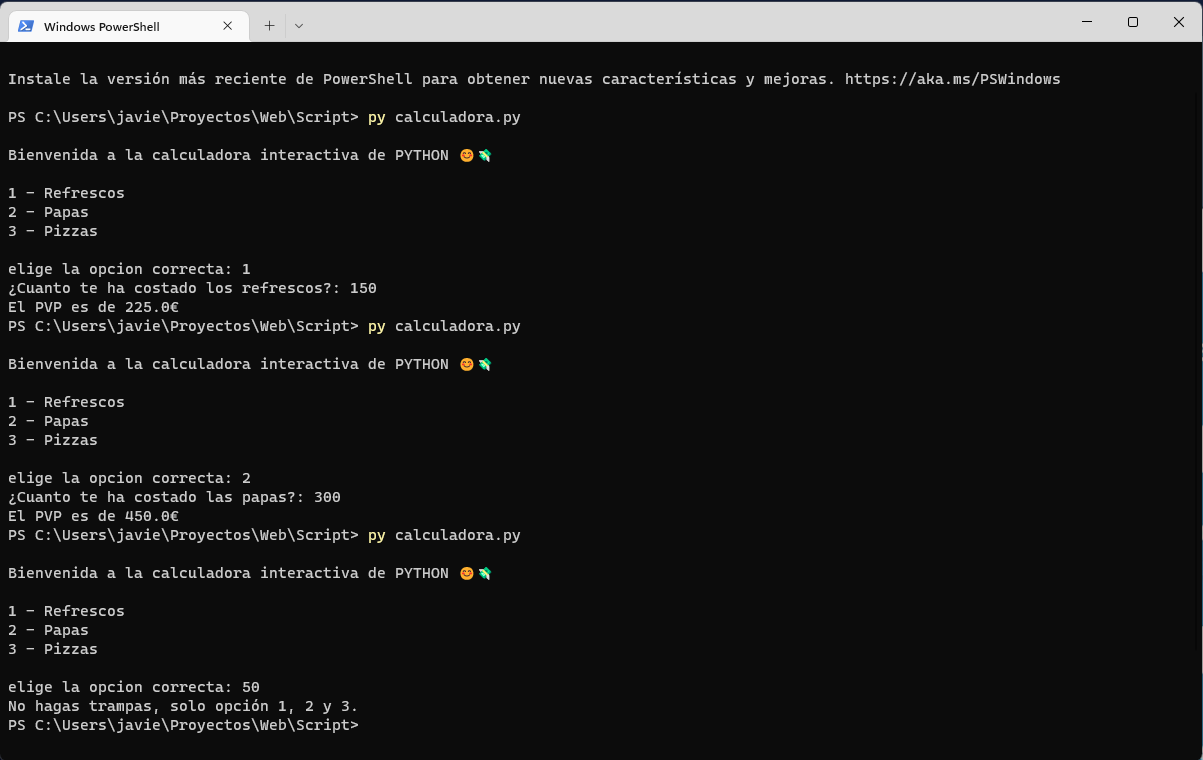 Windows PowerShell
Instale la versión más reciente de PowerShell para obtener nuevas características y mejoras. https://aka.ms/PSWindows
PS C:\Users\javie\Proyectos\Web\Script> py calculadora.py
Bienvenida a la calculadora interactiva de PYTHON 😊💸
1 - Refrescos
2 - Papas
3 - Pizzas
elige la opcion correcta: 1
¿Cuanto te ha costado los refrescos?: 150
El PVP es de 225.0€
PS C:\Users\javie\Proyectos\Web\Script> py calculadora.py
Bienvenida a la calculadora interactiva de PYTHON 😊💸
1 - Refrescos
2 - Papas
3 - Pizzas
elige la opcion correcta: 2
¿Cuanto te ha costado las papas?: 300
El PVP es de 450.0€
PS C:\Users\javie\Proyectos\Web\Script> py calculadora.py
Bienvenida a la calculadora interactiva de PYTHON 😊💸
1 - Refrescos
2 - Papas
3 - Pizzas
elige la opcion correcta: 50
No hagas trampas, solo opción 1, 2 y 3.
PS C:\Users\javie\Proyectos\Web\Script>